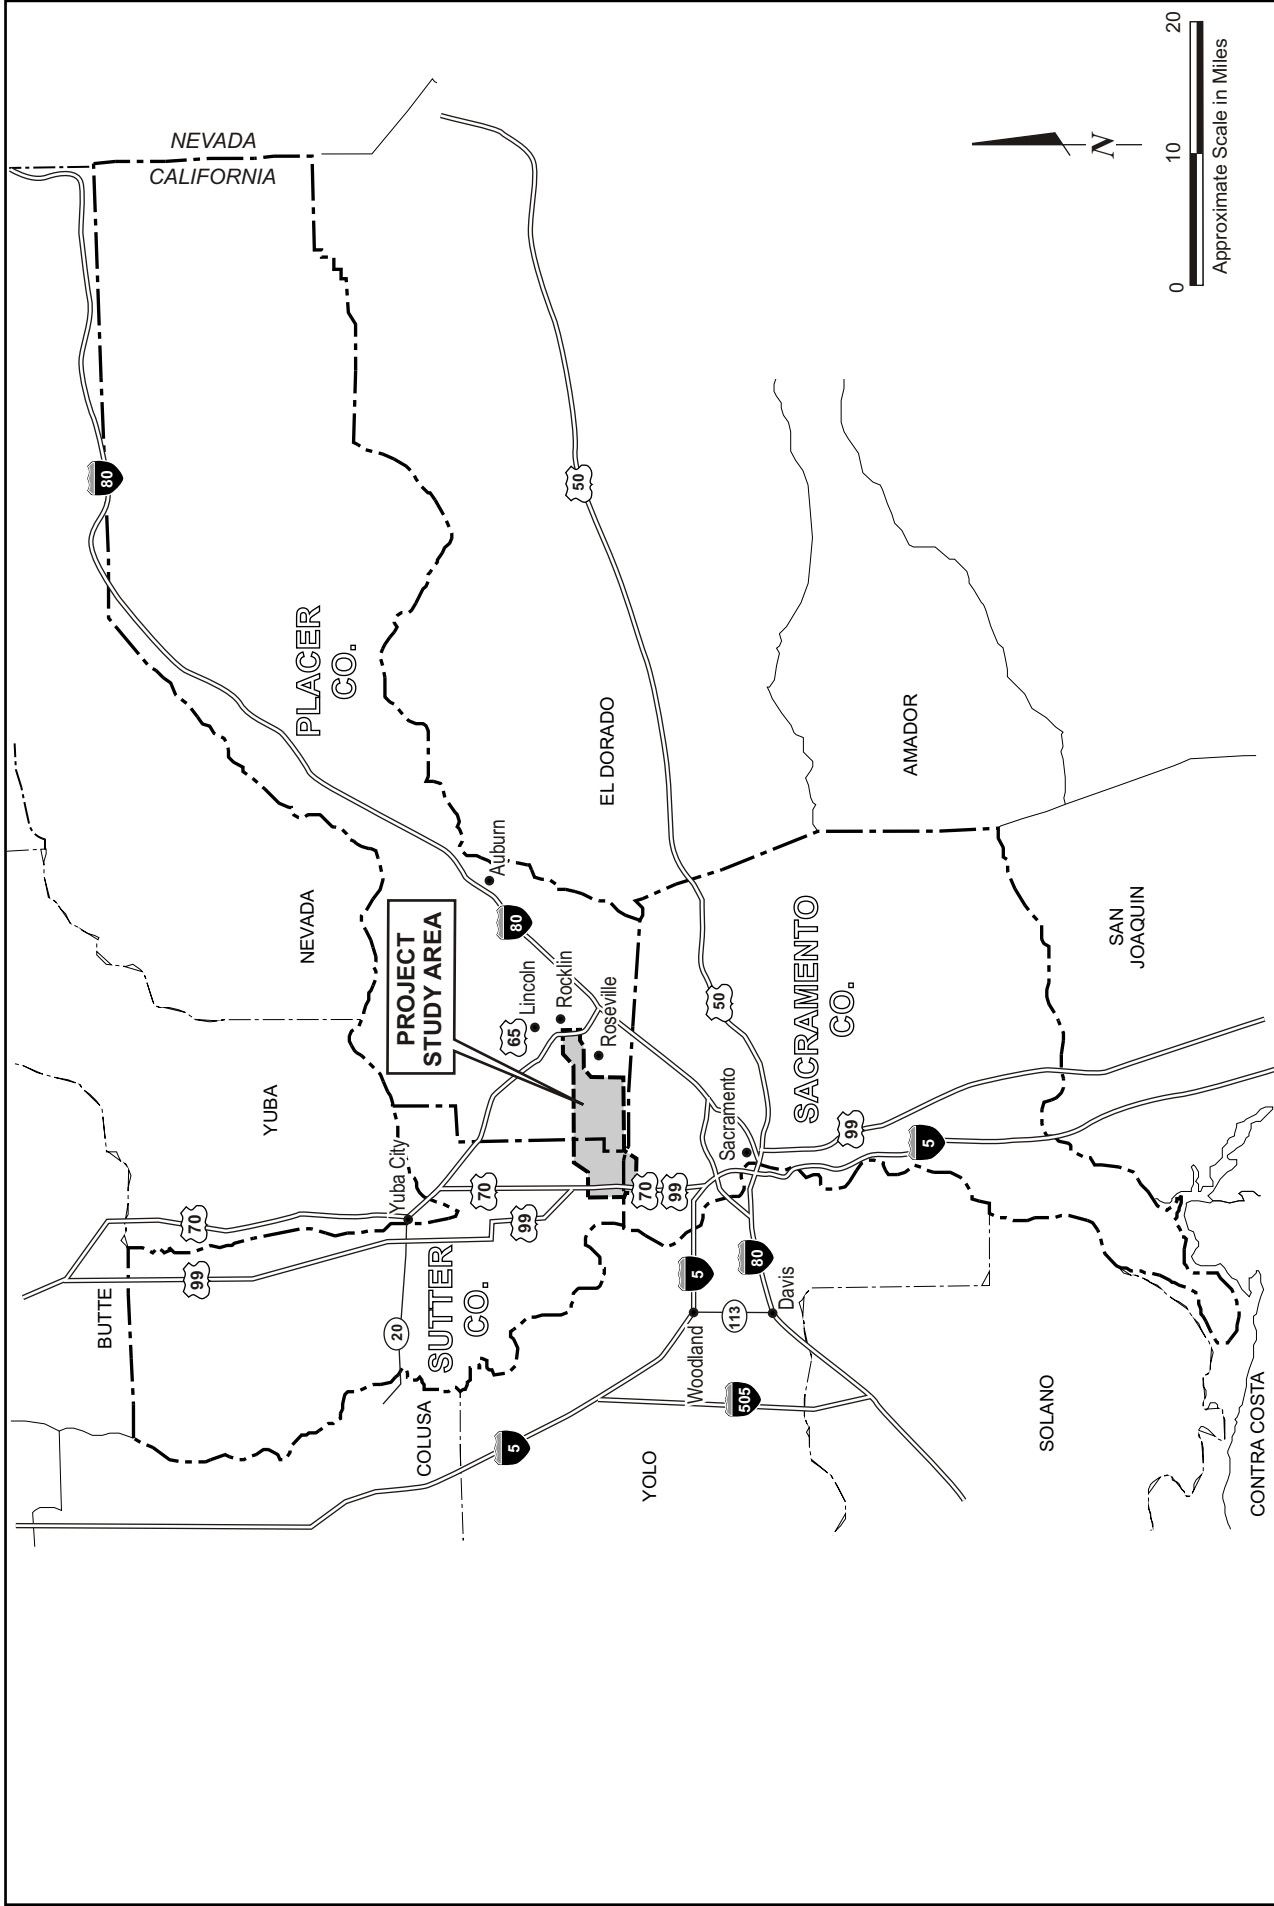 NEVADA
CALIFORNIA
80
PLACER
CO.
NEVADA
YUBA
BUTTE
70
99
PROJECT
STUDY AREA
Yuba City
20
SUTTER
CO.
COLUSA
Auburn
80
65
Lincoln
Rocklin
Roseville
70
99
5
50
EL DORADO
70
99
YOLO
Woodland
5
505
113
50
Sacramento
80
Davis
SACRAMENTO
CO.
99
5
AMADOR
SAN
JOAQUIN
SOLANO
CONTRA COSTA
N
0 10 20
Approximate Scale in Miles